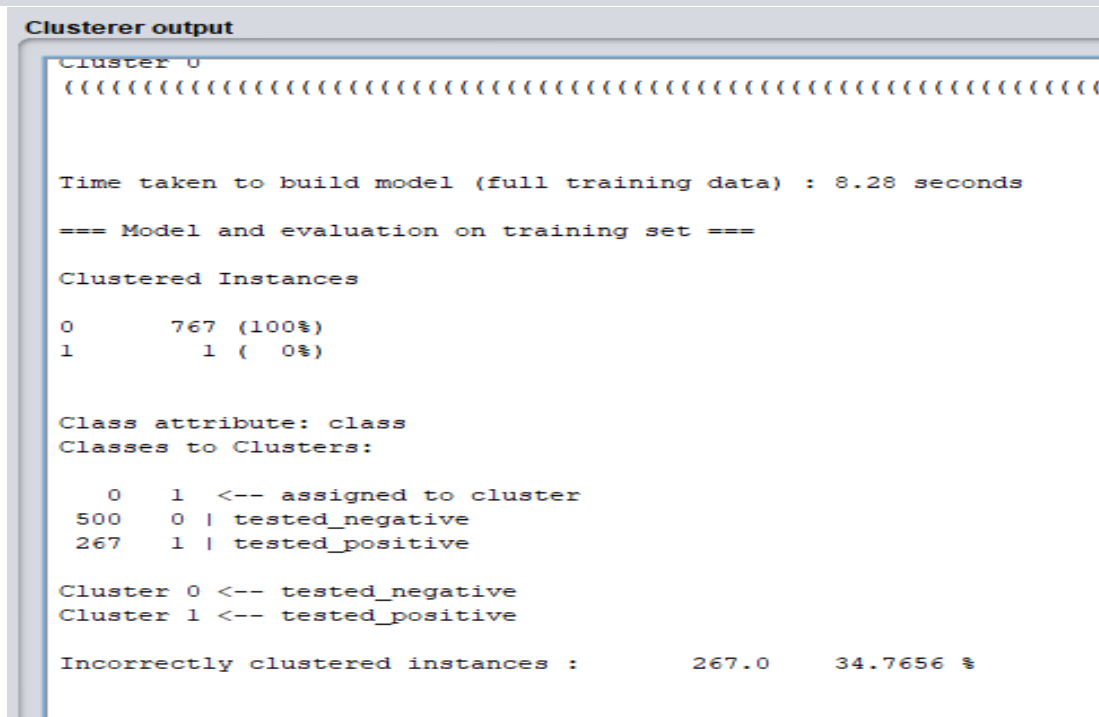 Clusterer output
Cluster 0
((((((((((((((((((((((((((((((((((((((((((((((((((((((((((((((((((
Time taken to build model (full training data) : 8.28 seconds
=== Model and evaluation on training set ===
Clustered Instances
0 767 (100%)
1 1 ( 0%)
Class attribute: class
Classes to Clusters:
0 1 <-- assigned to cluster
500 0 | tested_negative
267 1 | tested_positive
Cluster 0 <-- tested_negative
Cluster 1 <-- tested_positive
Incorrectly clustered instances : 267.0 34.7656 %